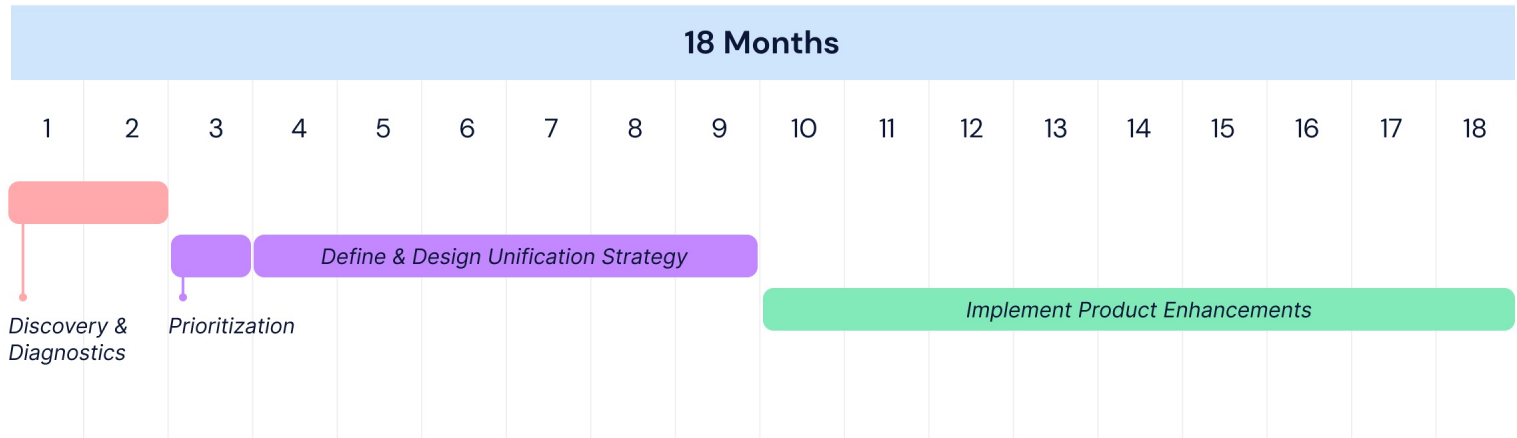 18 Months
1 2 3 4 5 6 7 8 9 10 11 12 13 14 15 16 17 18
Define & Design Unification Strategy
Implement Product Enhancements
Discovery &
Diagnostics
Prioritization